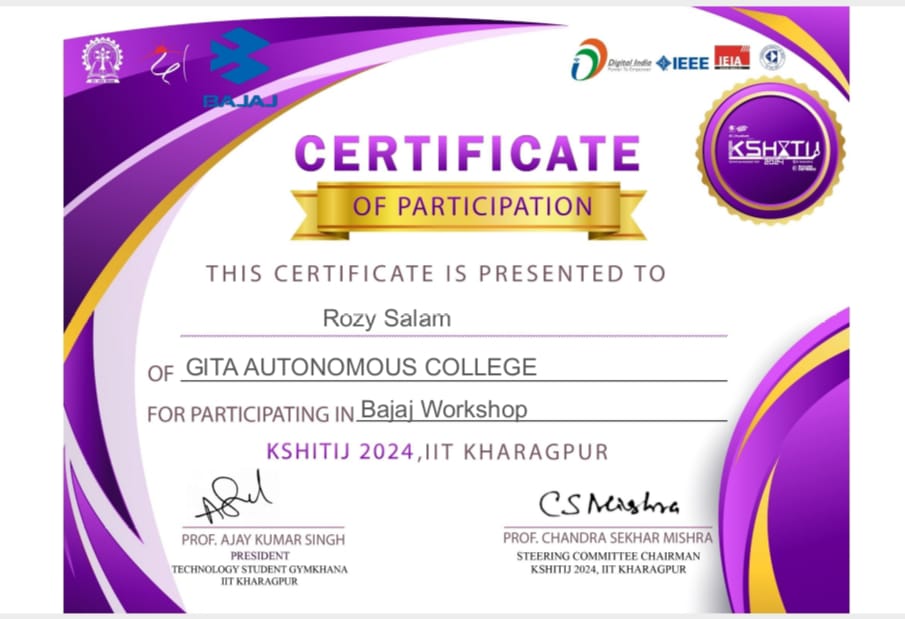 BAJAJ
Digital India
Power To Empower
IEEE
IEIA
KSHITIJ
2024
CERTIFICATE
OF PARTICIPATION
THIS CERTIFICATE IS PRESENTED TO
Rozy Salam
OF GITA AUTONOMOUS COLLEGE
FOR PARTICIPATING IN Bajaj Workshop
KSHITIJ 2024,IIT KHARAGPUR
CS Mishra
PROF. AJAY KUMAR SINGH
PRESIDENT
TECHNOLOGY STUDENT GYMKHANA
IIT KHARAGPUR
PROF. CHANDRA SEKHAR MISHRA
STEERING COMMITTEE CHAIRMAN
KSHITIJ 2024, IIT KHARAGPUR